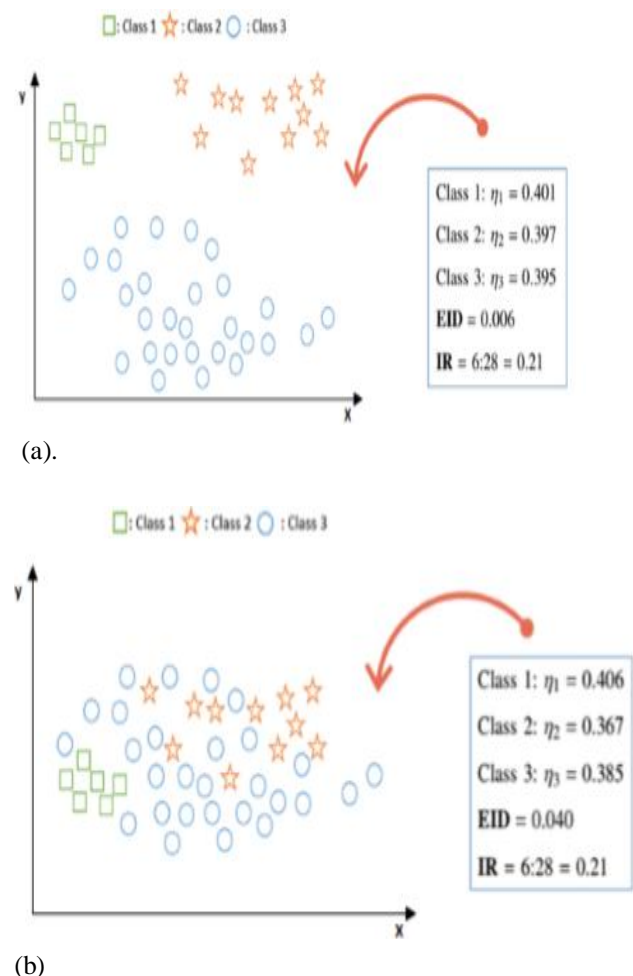 □: Class 1 ☆: Class 2 ○: Class 3
y
Class 1: η₁ = 0.401
Class 2: η₂ = 0.397
Class 3: η₃ = 0.395
EID = 0.006
IR = 6:28 = 0.21
X
(a).
□: Class 1 ☆: Class 2 ○: Class 3
y
Class 1: η₁ = 0.406
Class 2: η₂ = 0.367
Class 3: η₃ = 0.385
EID = 0.040
IR = 6:28 = 0.21
X
(b)